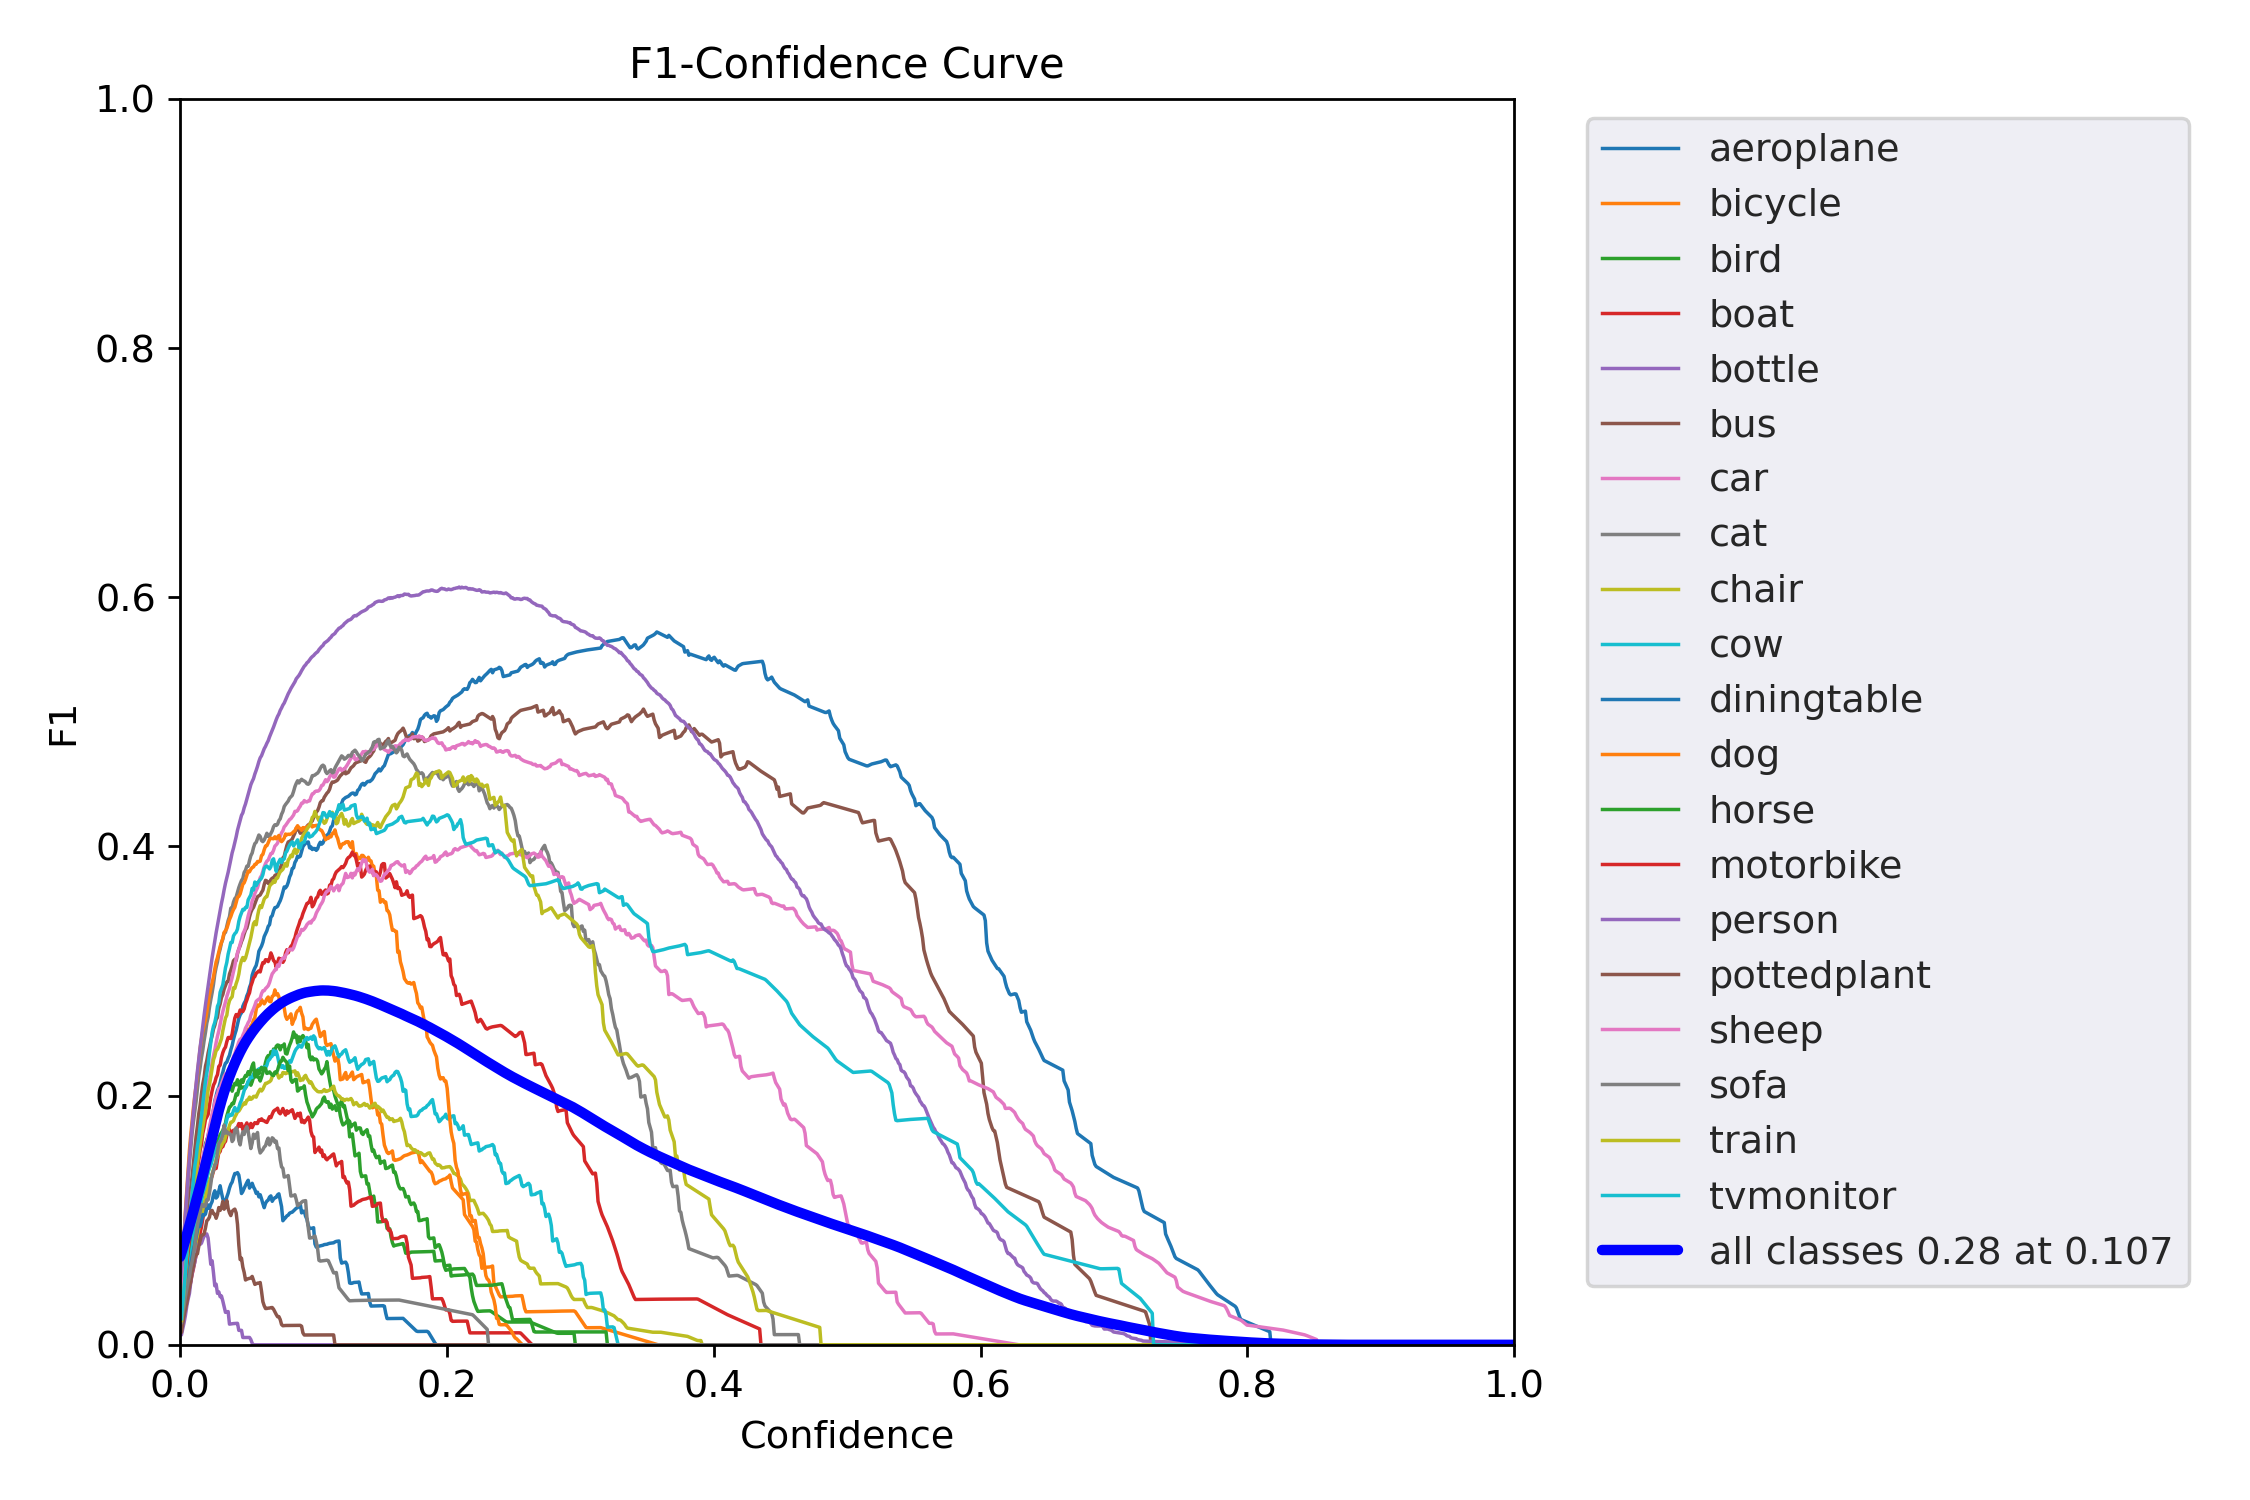 F1-Confidence Curve
1.0
0.8
0.6
0.4
0.2
0.0
F1
0.0 0.2 0.4 0.6 0.8 1.0
Confidence
aeroplane
bicycle
bird
boat
bottle
bus
car
cat
chair
cow
diningtable
dog
horse
motorbike
person
pottedplant
sheep
sofa
train
tvmonitor
all classes 0.28 at 0.107